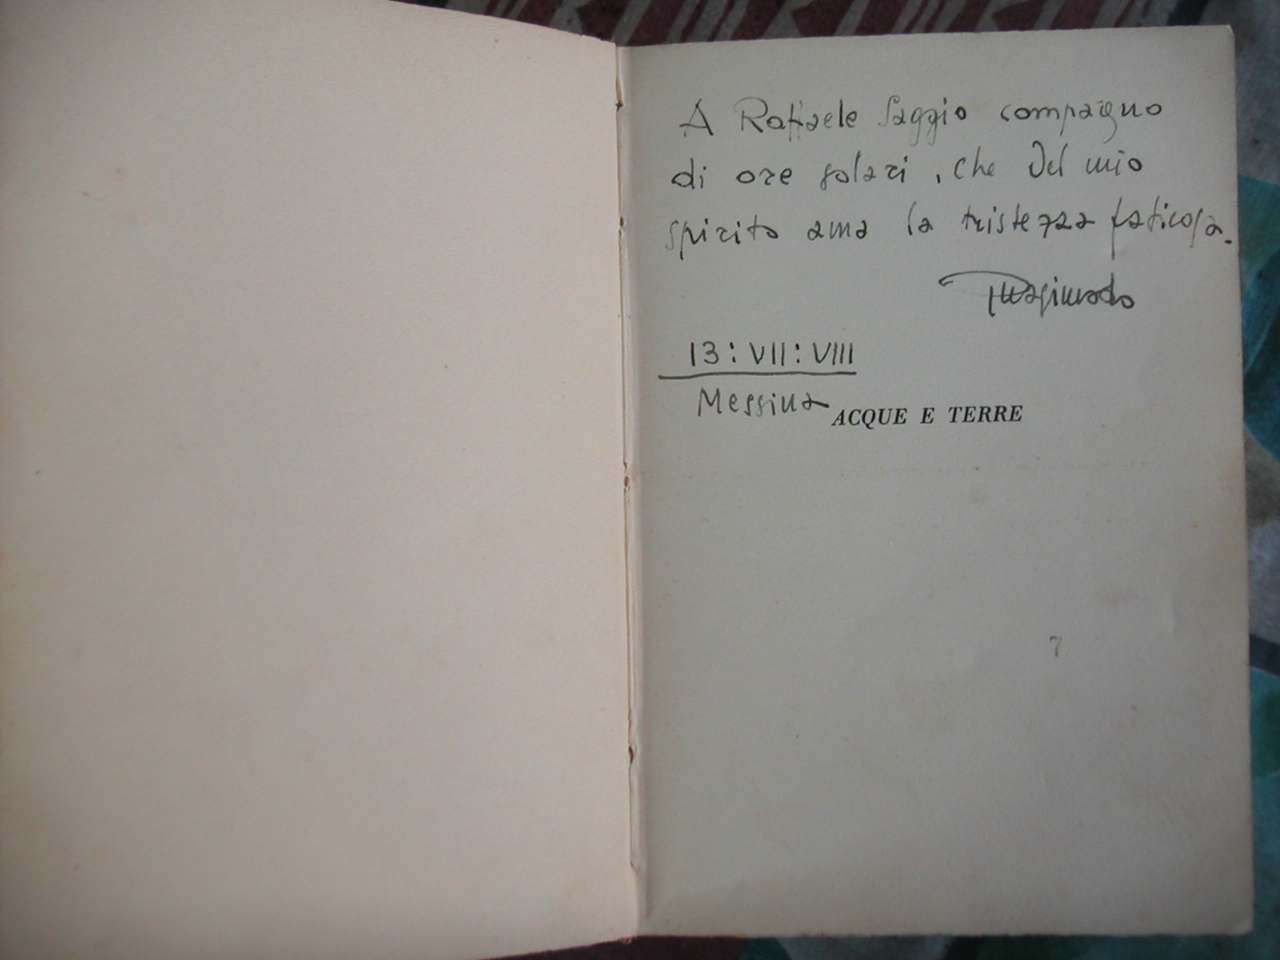 A Raffaele Saggio compagno
di ore solari, che del mio
spirito ama la tristezza faticosa.
Quasimodo
13:VII:VIII
Messina
ACQUE E TERRE
7